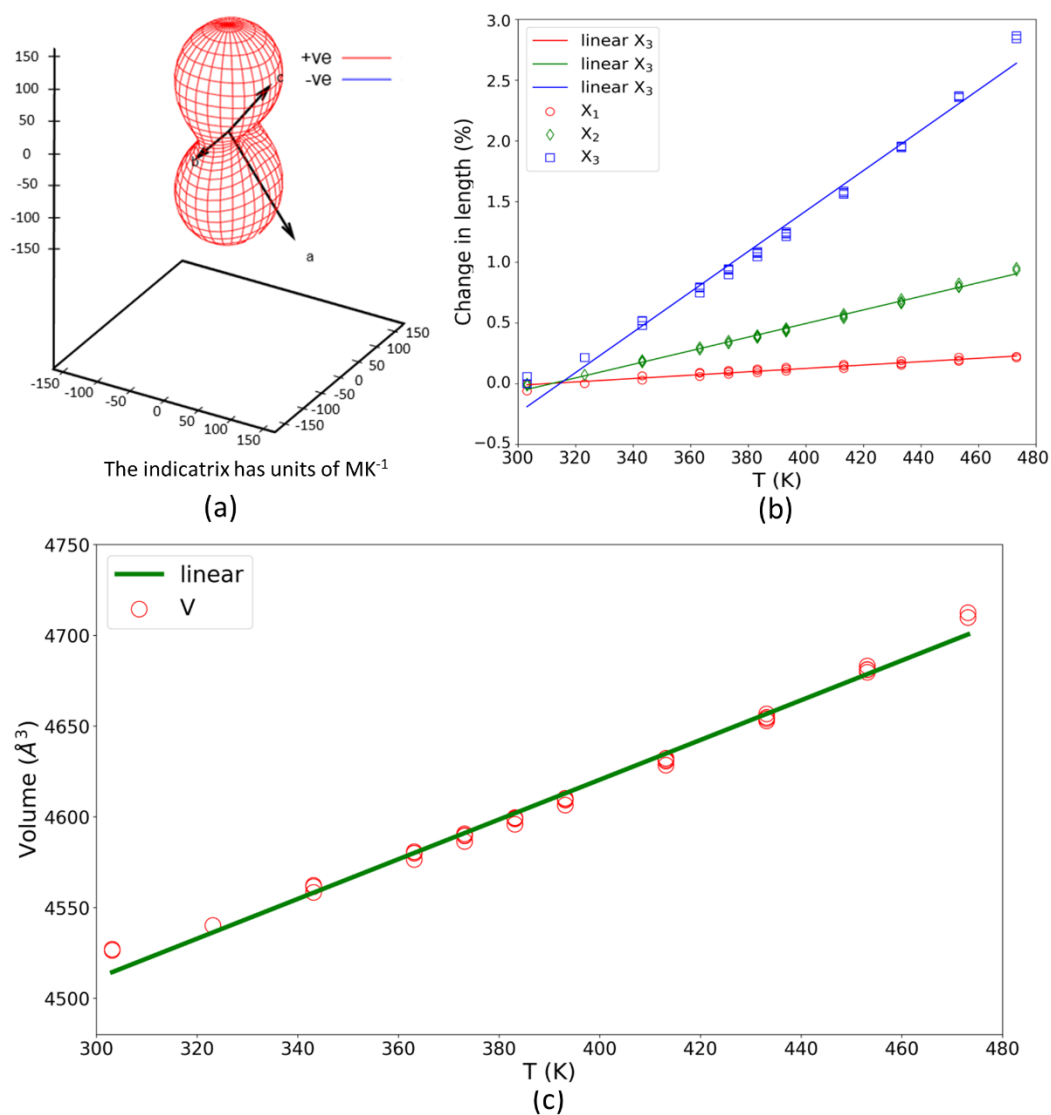 +ve
-ve
150
100
50
0
-50
-100
-150
c
b
a
-150
-100
-50
0
50
100
150
150
100
50
0
-50
-100
-150
The indicatrix has units of MK⁻¹
(a)
linear X₃
linear X₃
linear X₃
X₁
X₂
X₃
3.0
2.5
2.0
1.5
1.0
0.5
0.0
−0.5
Change in length (%)
300 320 340 360 380 400 420 440 460 480
T (K)
(b)
linear
V
4750
4700
4650
4600
4550
4500
Volume (Å³)
300 320 340 360 380 400 420 440 460 480
T (K)
(c)